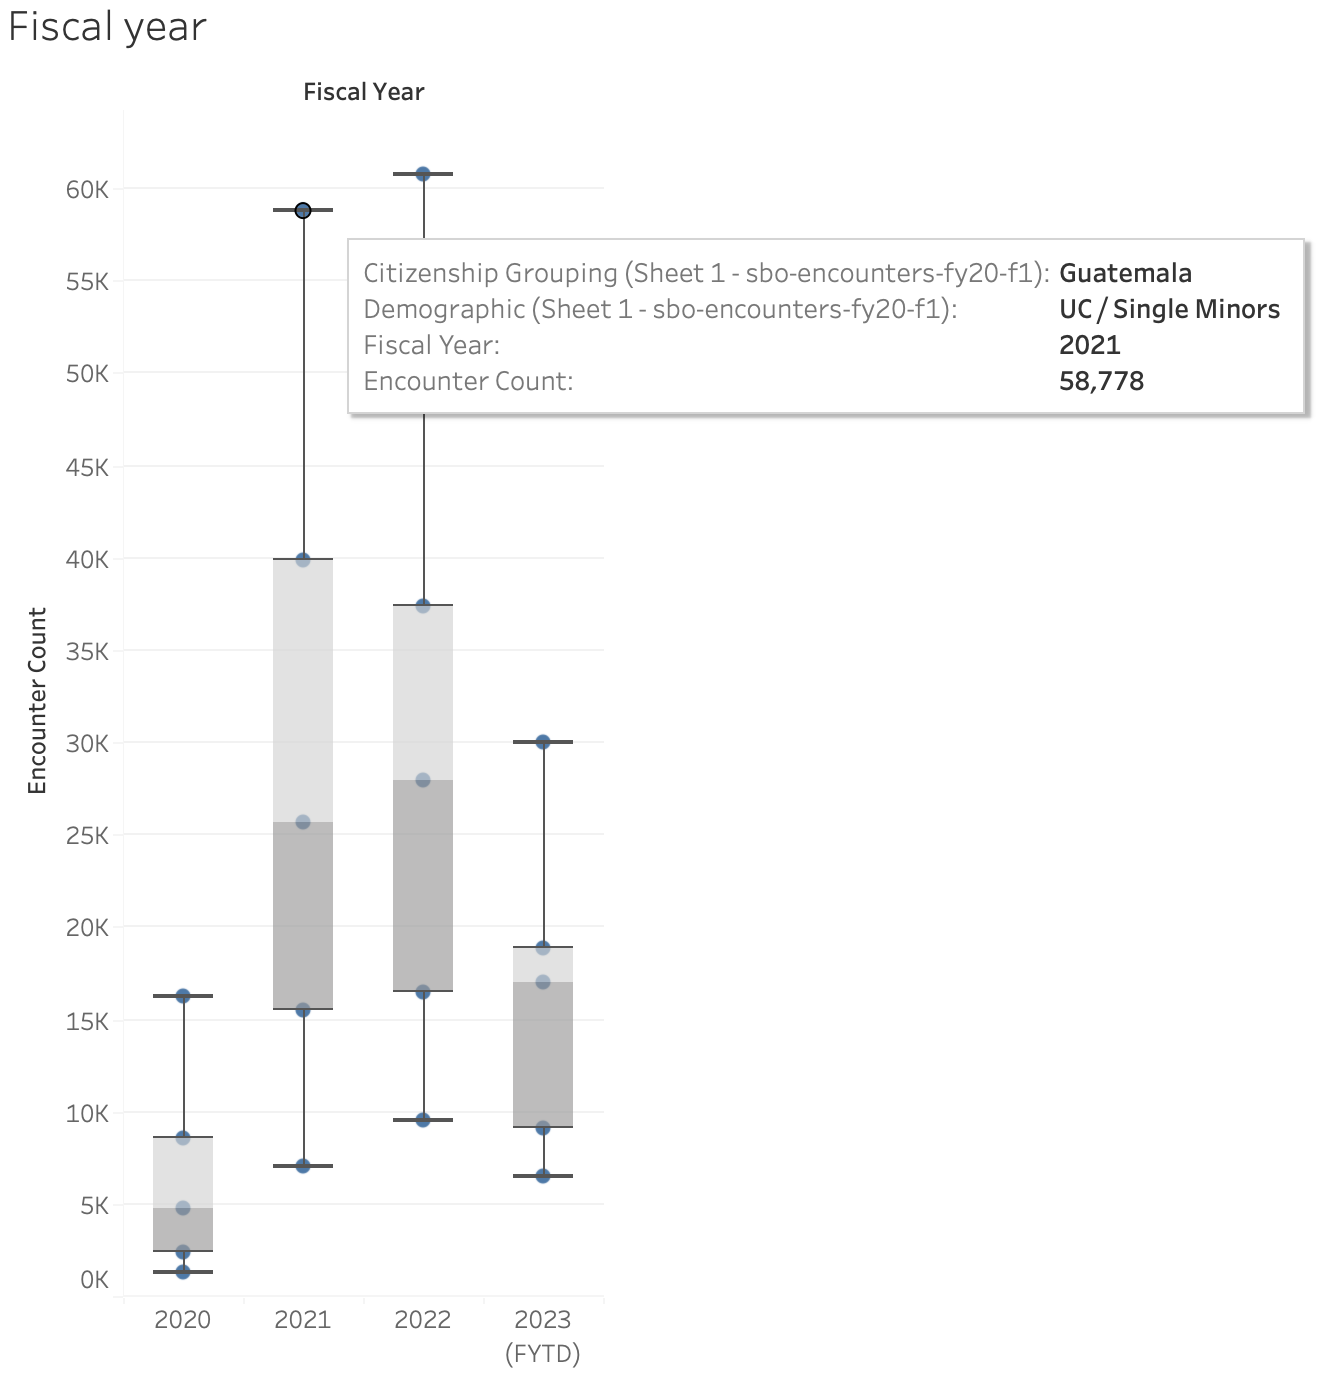 Fiscal year
Fiscal Year
60K
55K
50K
45K
40K
35K
30K
25K
20K
15K
10K
5K
0K
Encounter Count
Citizenship Grouping (Sheet 1 - sbo-encounters-fy20-f1): Guatemala
Demographic (Sheet 1 - sbo-encounters-fy20-f1): UC / Single Minors
Fiscal Year: 2021
Encounter Count: 58,778
2020 2021 2022 2023
(FYTD)